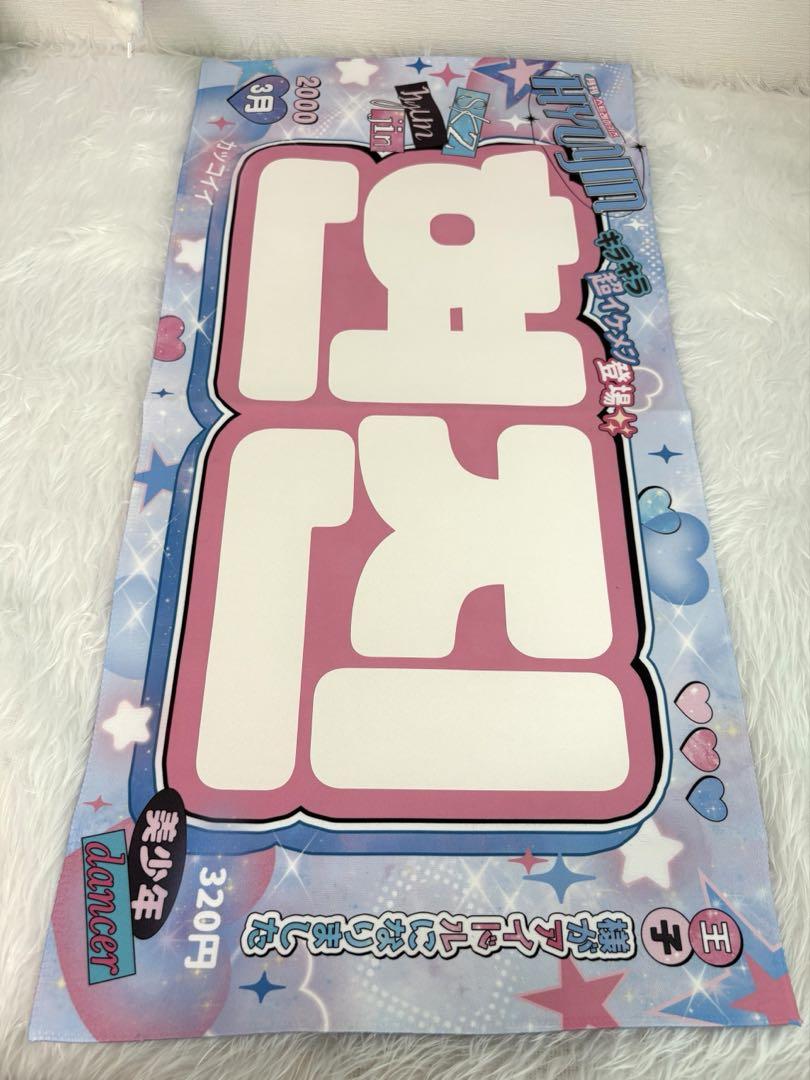 月刊
HYUNJIN
キラキラ
超イケメン
登場
skz
hyun
jin
2000
3月
カッコイイ
현진
王子
様がアイドルになりました
美少年
dancer
320円